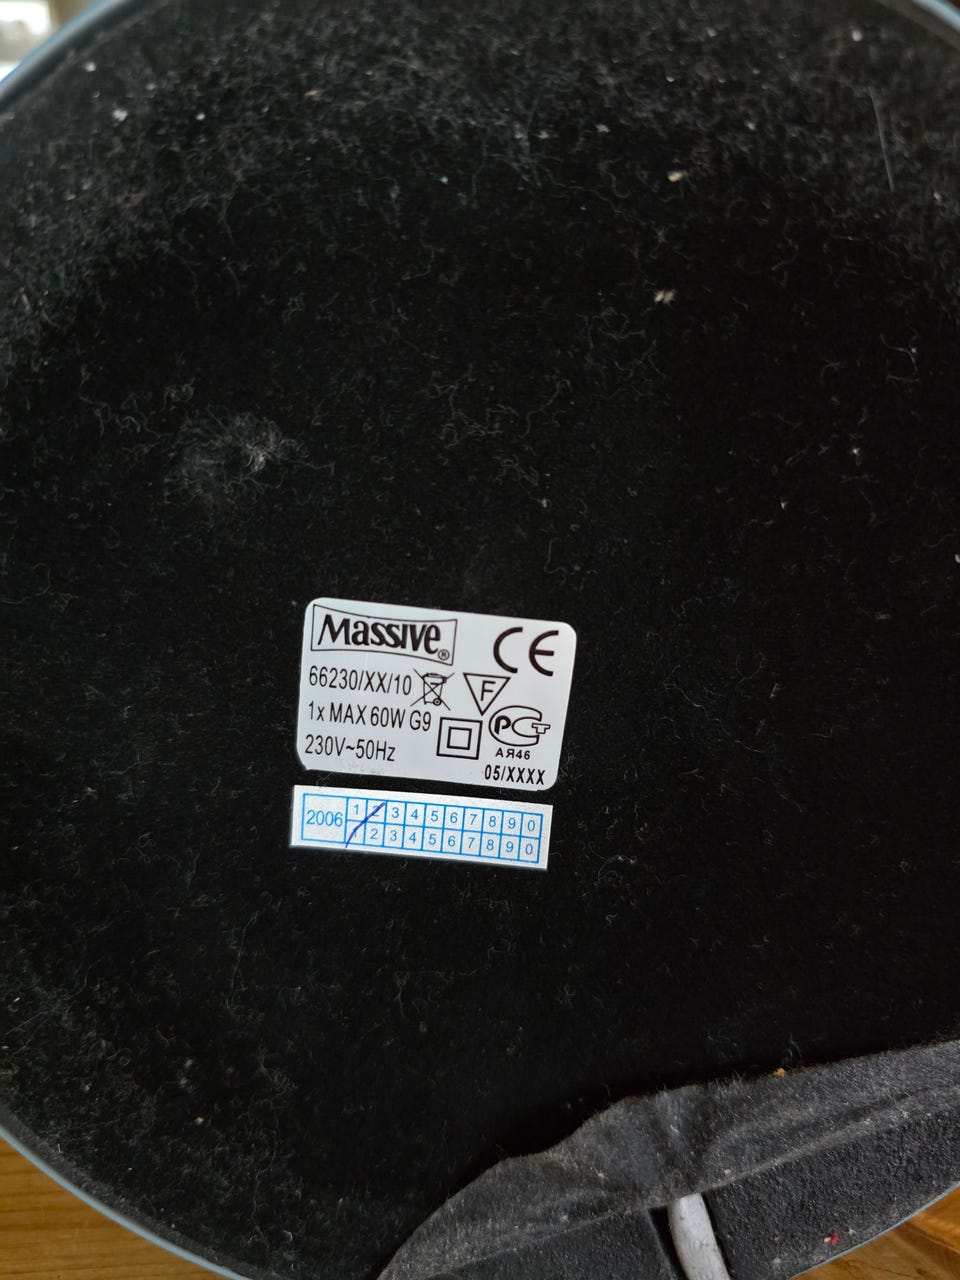 Massive®
CE
66230/XX/10
F
1x MAX 60W G9
230V~50Hz
РСТ
АЯ46
05/XXXX
2006 1 2 3 4 5 6 7 8 9 0
1 2 3 4 5 6 7 8 9 0